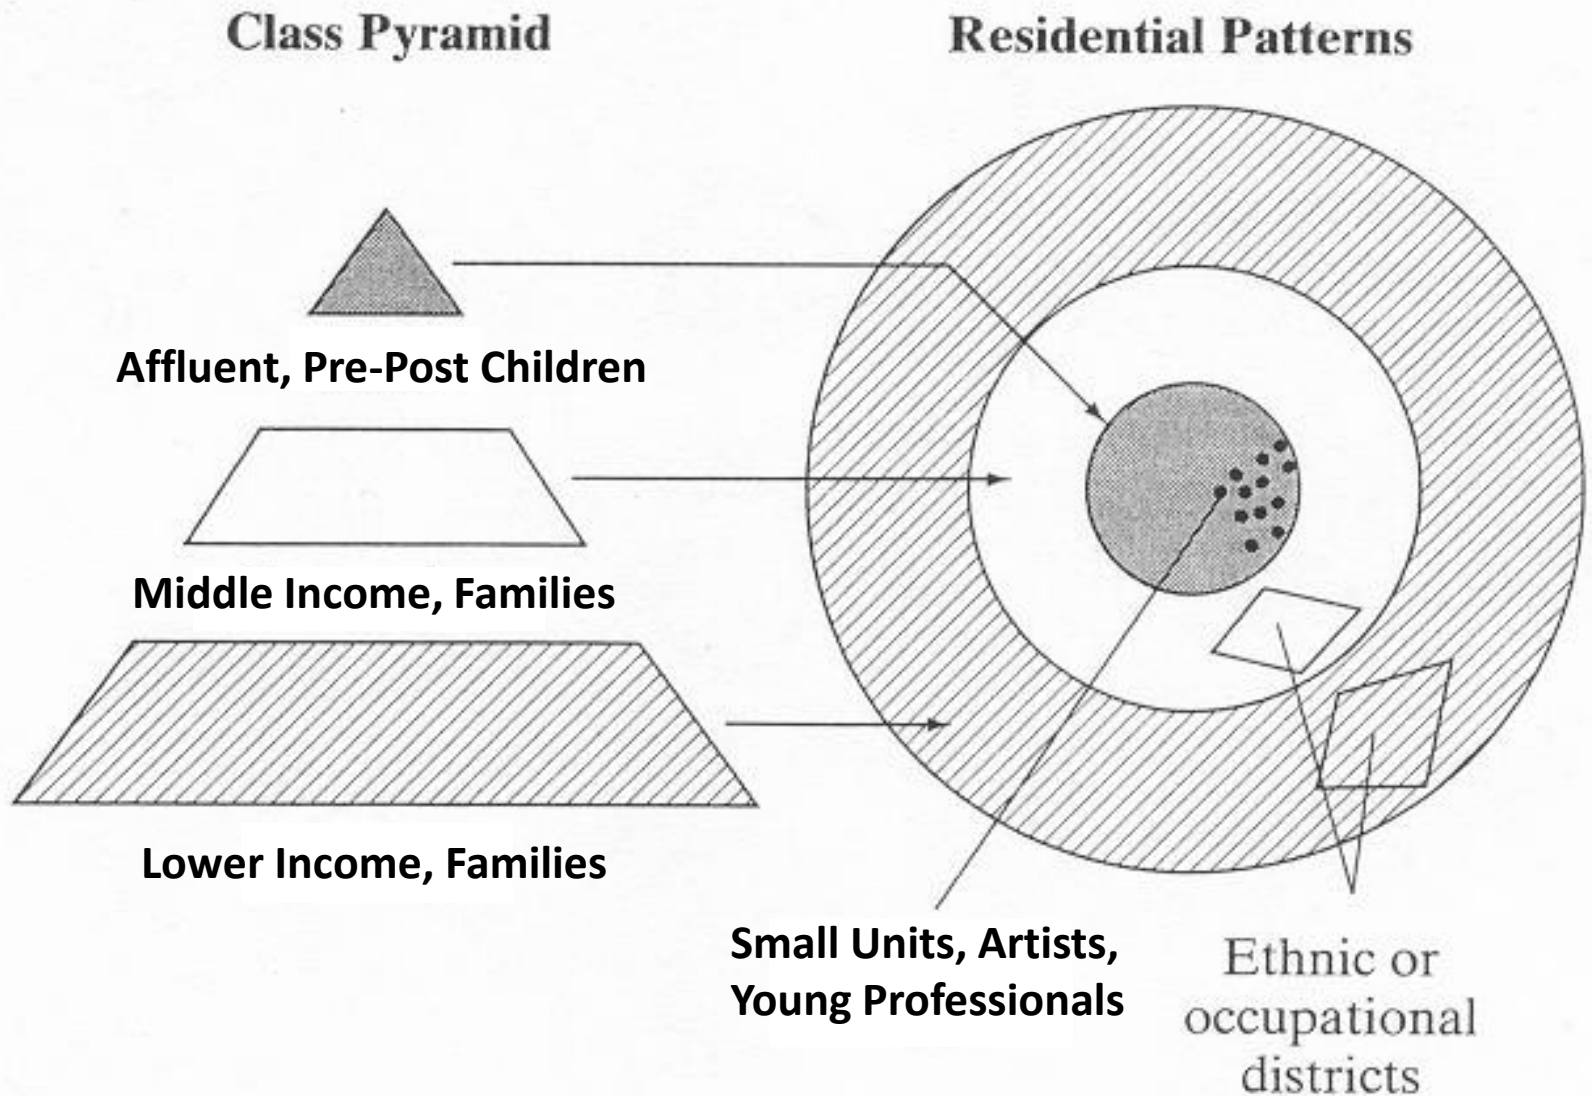 Class Pyramid
Residential Patterns
Affluent, Pre-Post Children
Middle Income, Families
Lower Income, Families
Small Units, Artists,
Young Professionals
Ethnic or
occupational
districts